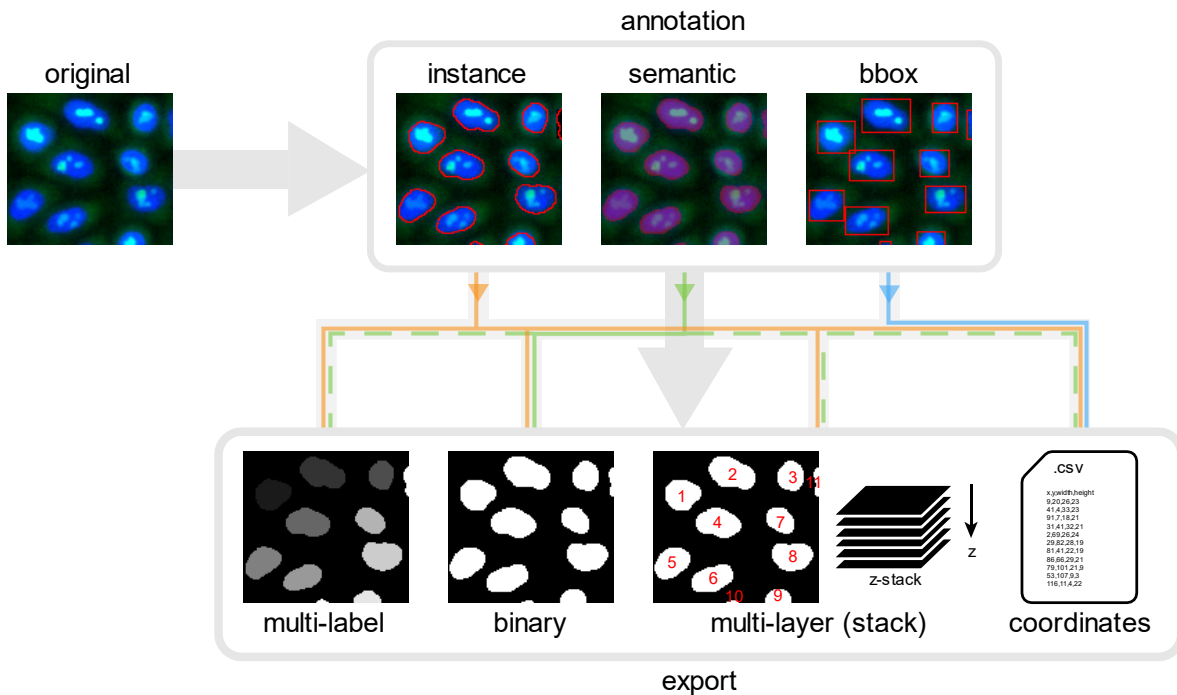 annotation
original
instance
semantic
bbox
.CSV
x,y,width,height
9,20,26,23
41,4,33,23
91,7,18,21
31,41,32,21
2,69,26,24
29,82,28,19
81,41,22,19
86,66,29,21
79,101,21,9
53,107,9,3
116,11,4,22
1
2
3
11
4
7
5
6
8
10
9
z-stack
z
multi-label
binary
multi-layer (stack)
coordinates
export